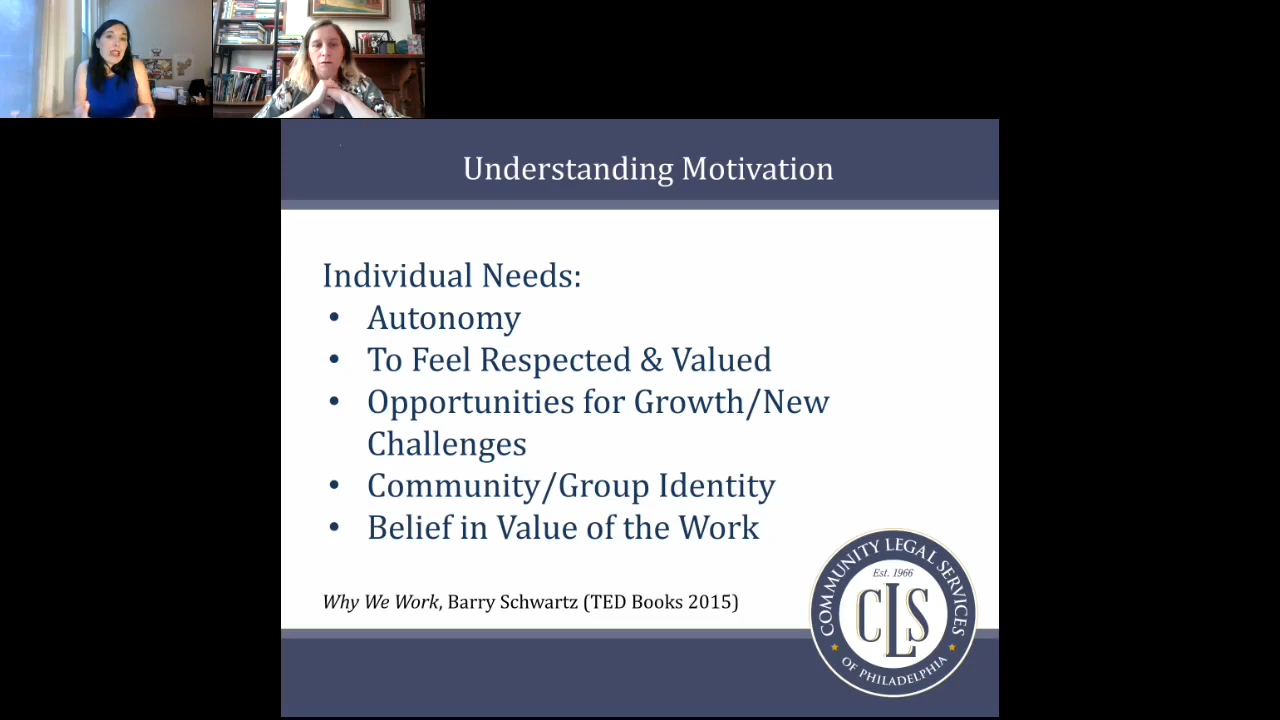 Understanding Motivation
Individual Needs:
• Autonomy
• To Feel Respected & Valued
• Opportunities for Growth/New
Challenges
• Community/Group Identity
• Belief in Value of the Work
Why We Work, Barry Schwartz (TED Books 2015)
COMMUNITY LEGAL SERVICES
Est. 1966
CLS
OF PHILADELPHIA